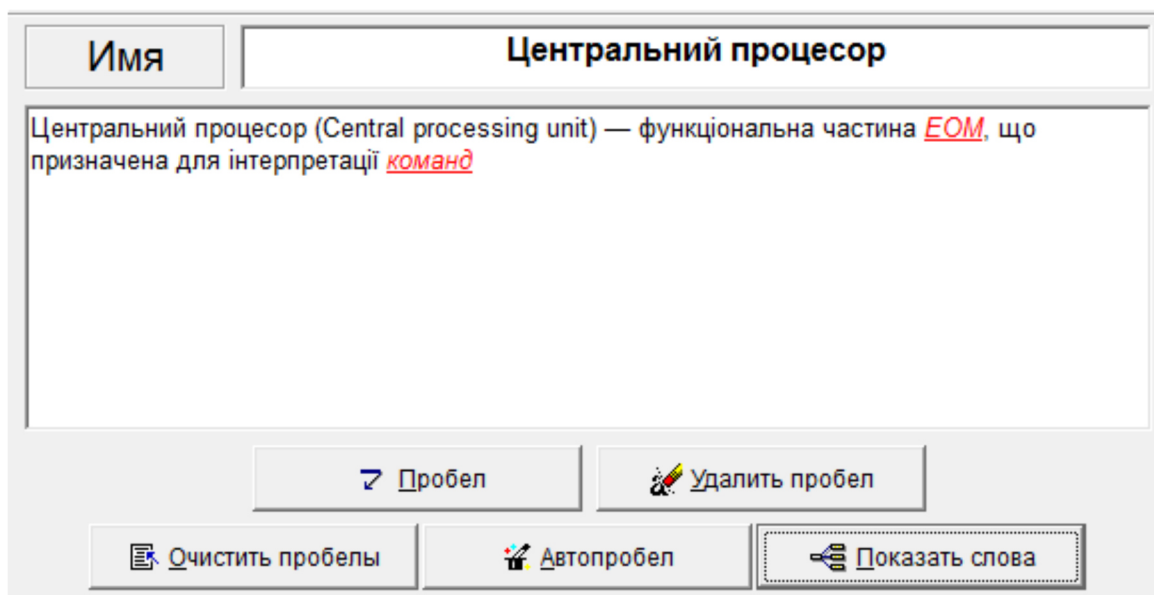 Имя
Центральний процесор
Центральний процесор (Central processing unit) — функціональна частина ЕОМ, що
призначена для інтерпретації команд
Пробел
Удалить пробел
Очистить пробелы
Автопробел
Показать слова